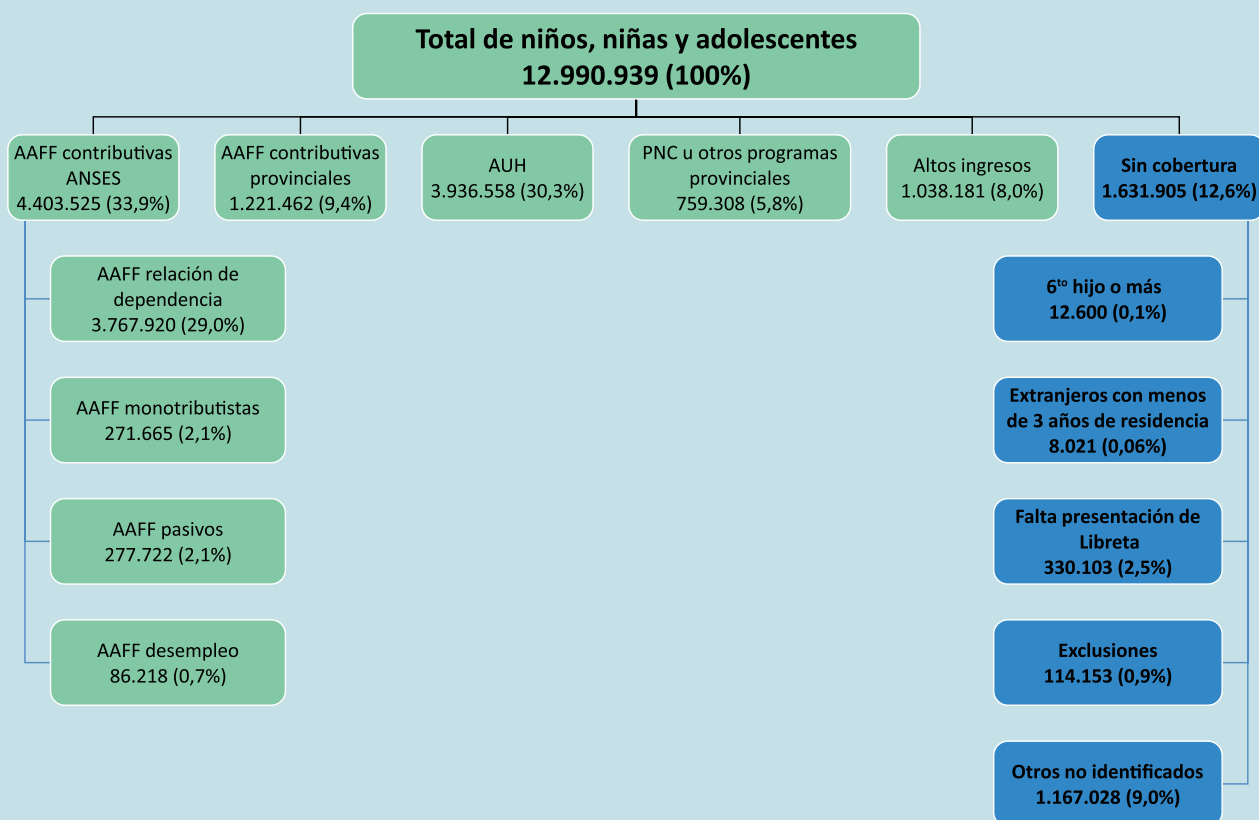 Total de niños, niñas y adolescentes
12.990.939 (100%)
AAFF contributivas
ANSES
4.403.525 (33,9%)
AAFF contributivas
provinciales
1.221.462 (9,4%)
AUH
3.936.558 (30,3%)
PNC u otros programas
provinciales
759.308 (5,8%)
Altos ingresos
1.038.181 (8,0%)
Sin cobertura
1.631.905 (12,6%)
AAFF relación de
dependencia
3.767.920 (29,0%)
AAFF monotributistas
271.665 (2,1%)
AAFF pasivos
277.722 (2,1%)
AAFF desempleo
86.218 (0,7%)
6to hijo o más
12.600 (0,1%)
Extranjeros con menos
de 3 años de residencia
8.021 (0,06%)
Falta presentación de
Libreta
330.103 (2,5%)
Exclusiones
114.153 (0,9%)
Otros no identificados
1.167.028 (9,0%)